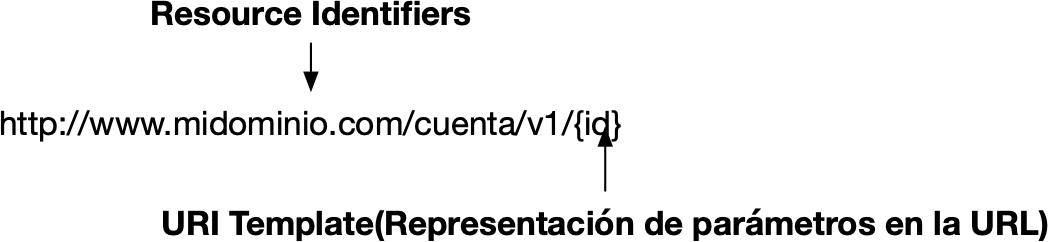 Resource Identifiers
http://www.midominio.com/cuenta/v1/{id}
URI Template(Representación de parámetros en la URL)